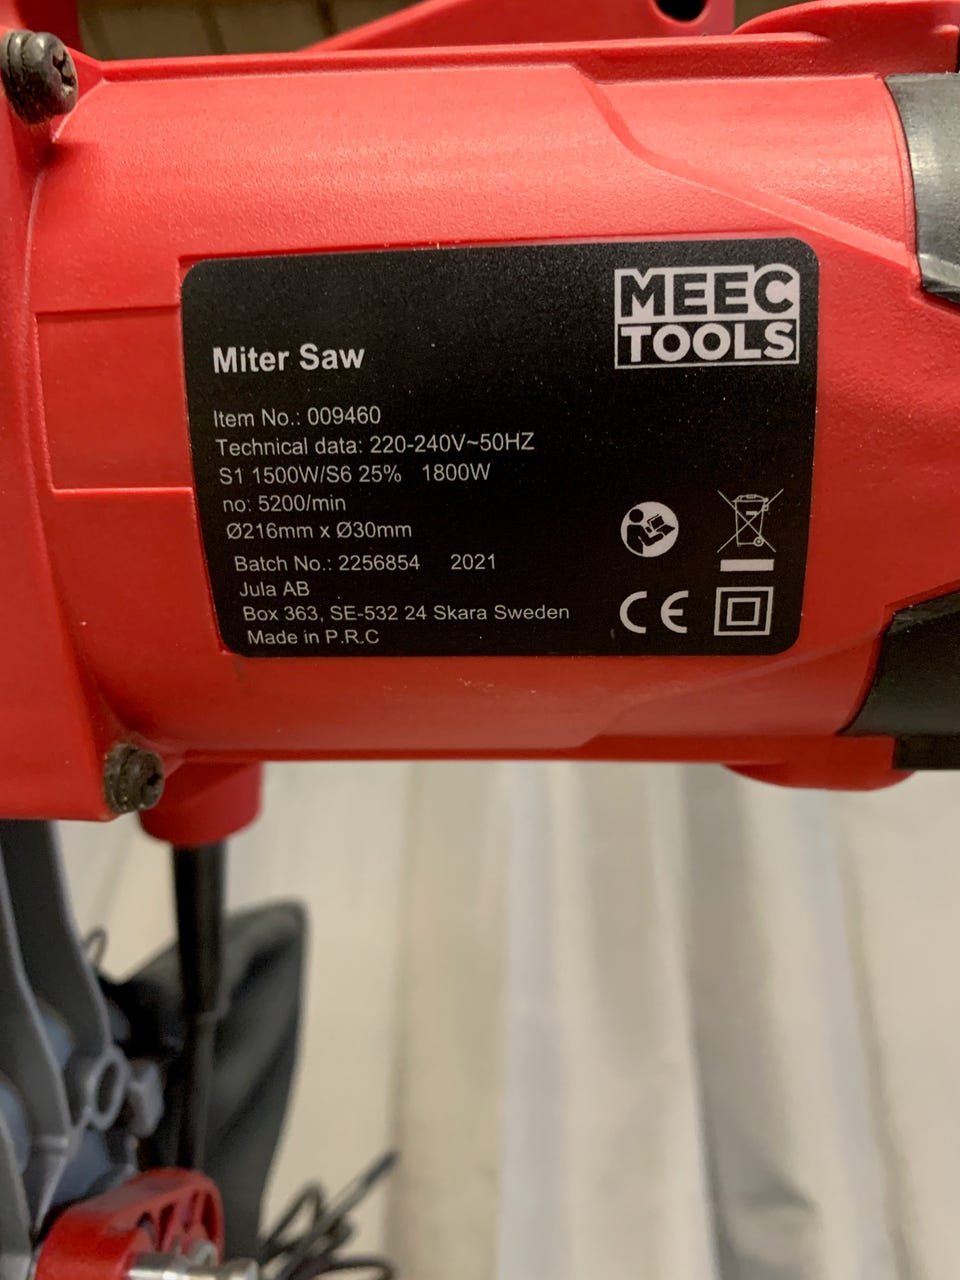 MEEC
TOOLS
Miter Saw
Item No.: 009460
Technical data: 220-240V~50HZ
S1 1500W/S6 25% 1800W
no: 5200/min
Ø216mm x Ø30mm
Batch No.: 2256854 2021
Jula AB
Box 363, SE-532 24 Skara Sweden
Made in P.R.C
CE